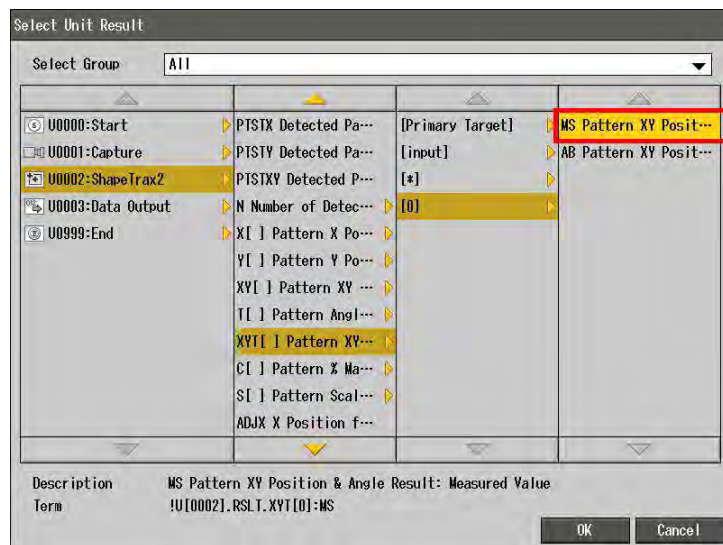 Select Unit Result
Select Group
All
U0000:Start
U0001:Capture
U0002:ShapeTrax2
U0003:Data Output
U0999:End
PTSTX Detected Pa…
PTSTY Detected Pa…
PTSTXY Detected P…
N Number of Detec…
X[ ] Pattern X Po…
Y[ ] Pattern Y Po…
XY[ ] Pattern XY …
T[ ] Pattern Angl…
XYT[ ] Pattern XY…
C[ ] Pattern % Ma…
S[ ] Pattern Scal…
ADJX X Position f…
[Primary Target]
[input]
[*]
[0]
MS Pattern XY Posit…
AB Pattern XY Posit…
Description MS Pattern XY Position & Angle Result: Measured Value
Term !U[0002].RSLT.XYT[0]:MS
OK
Cancel